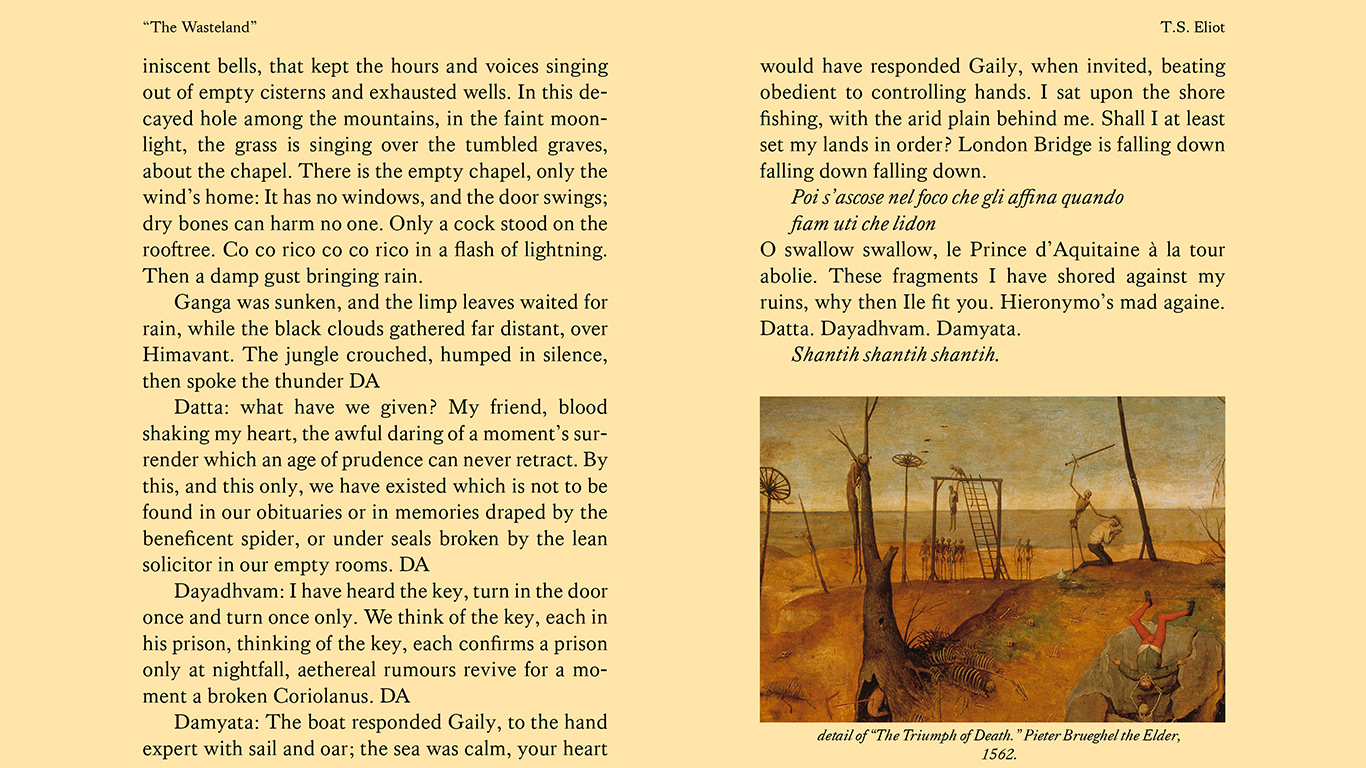 “The Wasteland”
T.S. Eliot
iniscent bells, that kept the hours and voices singing
out of empty cisterns and exhausted wells. In this de-
cayed hole among the mountains, in the faint moon-
light, the grass is singing over the tumbled graves,
about the chapel. There is the empty chapel, only the
wind’s home: It has no windows, and the door swings;
dry bones can harm no one. Only a cock stood on the
rooftree. Co co rico co co rico in a flash of lightning.
Then a damp gust bringing rain.
Ganga was sunken, and the limp leaves waited for
rain, while the black clouds gathered far distant, over
Himavant. The jungle crouched, humped in silence,
then spoke the thunder DA
Datta: what have we given? My friend, blood
shaking my heart, the awful daring of a moment’s sur-
render which an age of prudence can never retract. By
this, and this only, we have existed which is not to be
found in our obituaries or in memories draped by the
beneficent spider, or under seals broken by the lean
solicitor in our empty rooms. DA
Dayadhvam: I have heard the key, turn in the door
once and turn once only. We think of the key, each in
his prison, thinking of the key, each confirms a prison
only at nightfall, aethereal rumours revive for a mo-
ment a broken Coriolanus. DA
Damyata: The boat responded Gaily, to the hand
expert with sail and oar; the sea was calm, your heart
would have responded Gaily, when invited, beating
obedient to controlling hands. I sat upon the shore
fishing, with the arid plain behind me. Shall I at least
set my lands in order? London Bridge is falling down
falling down falling down.
Poi s’ascose nel foco che gli affina quando
fiam uti che lidon
O swallow swallow, le Prince d’Aquitaine à la tour
abolie. These fragments I have shored against my
ruins, why then Ile fit you. Hieronymo’s mad againe.
Datta. Dayadhvam. Damyata.
Shantih shantih shantih.
detail of “The Triumph of Death.” Pieter Brueghel the Elder,
1562.